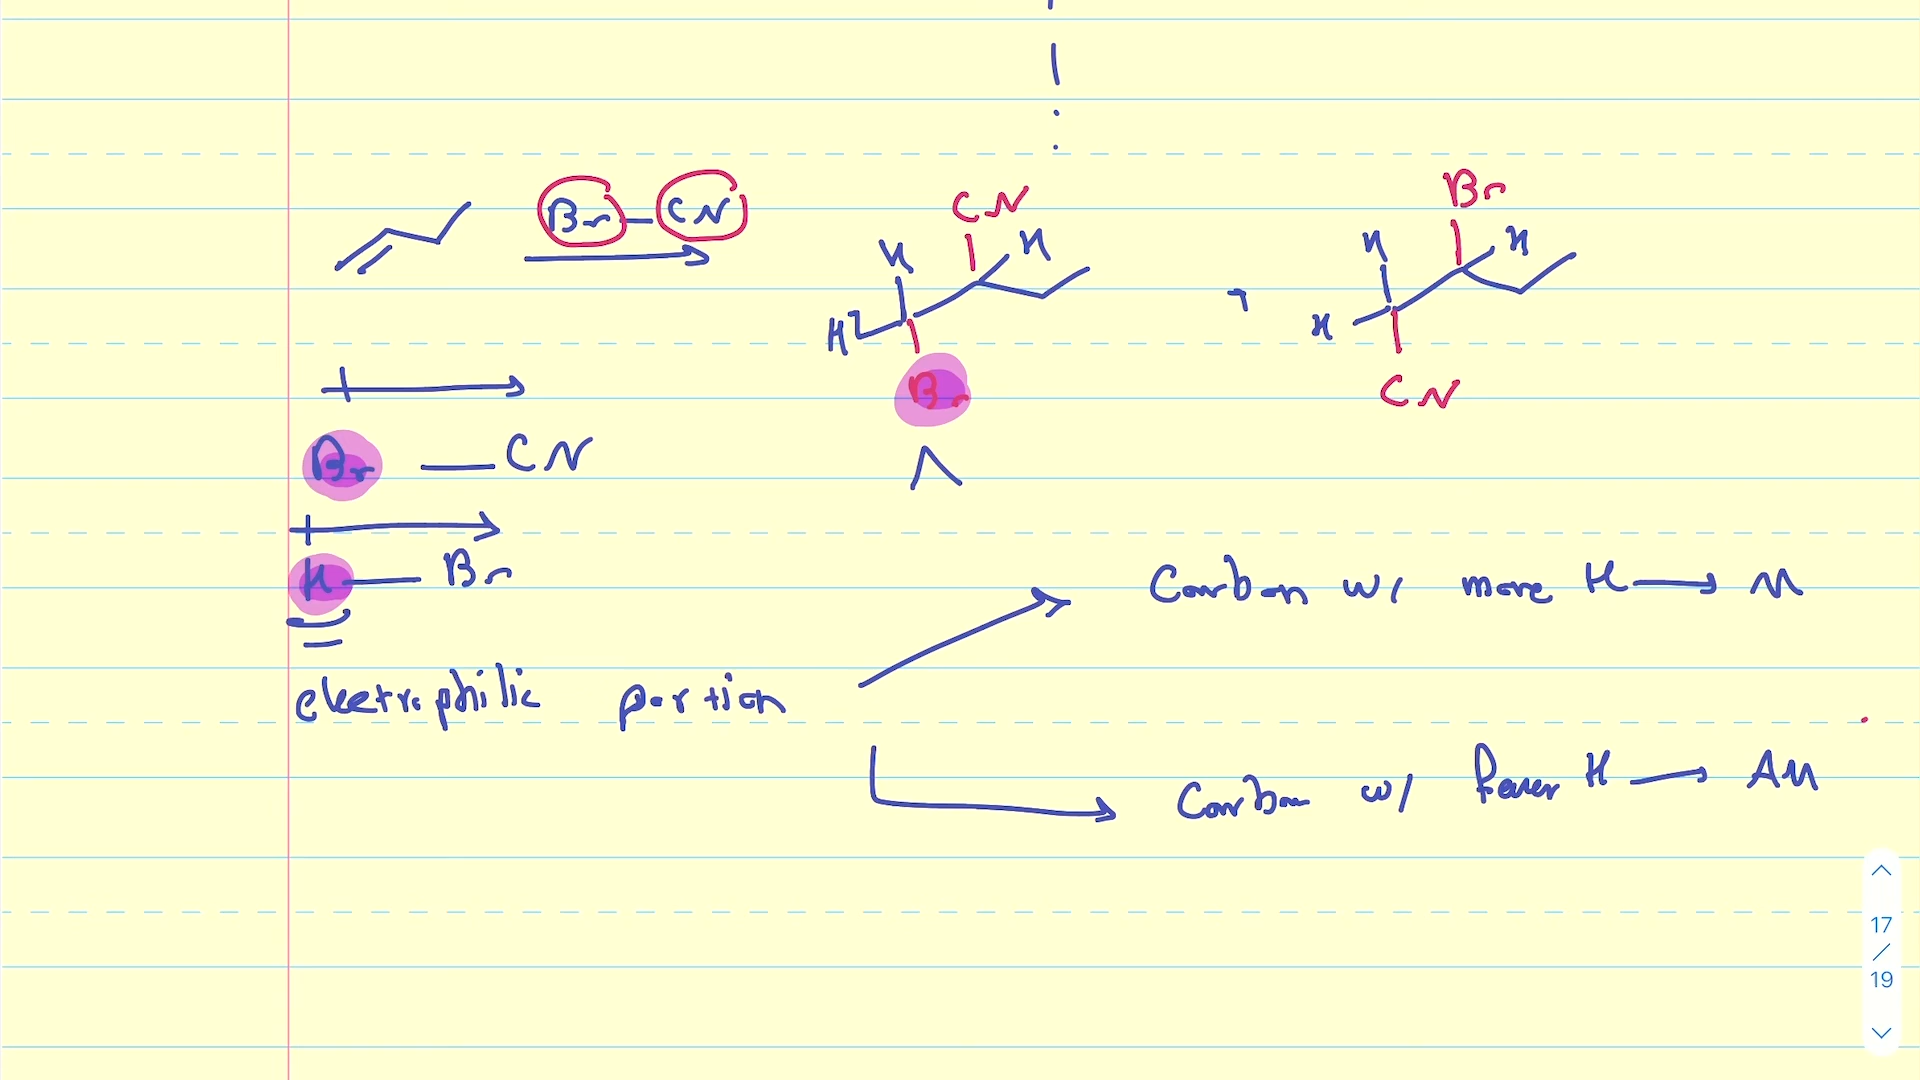 Br CN
CN
H H
H
Br
+
Br
H H
H
CN
Br — CN
H — Br
electrophilic portion
Carbon w/ more H → M
Carbon w/ fewer H → AM
17
/
19